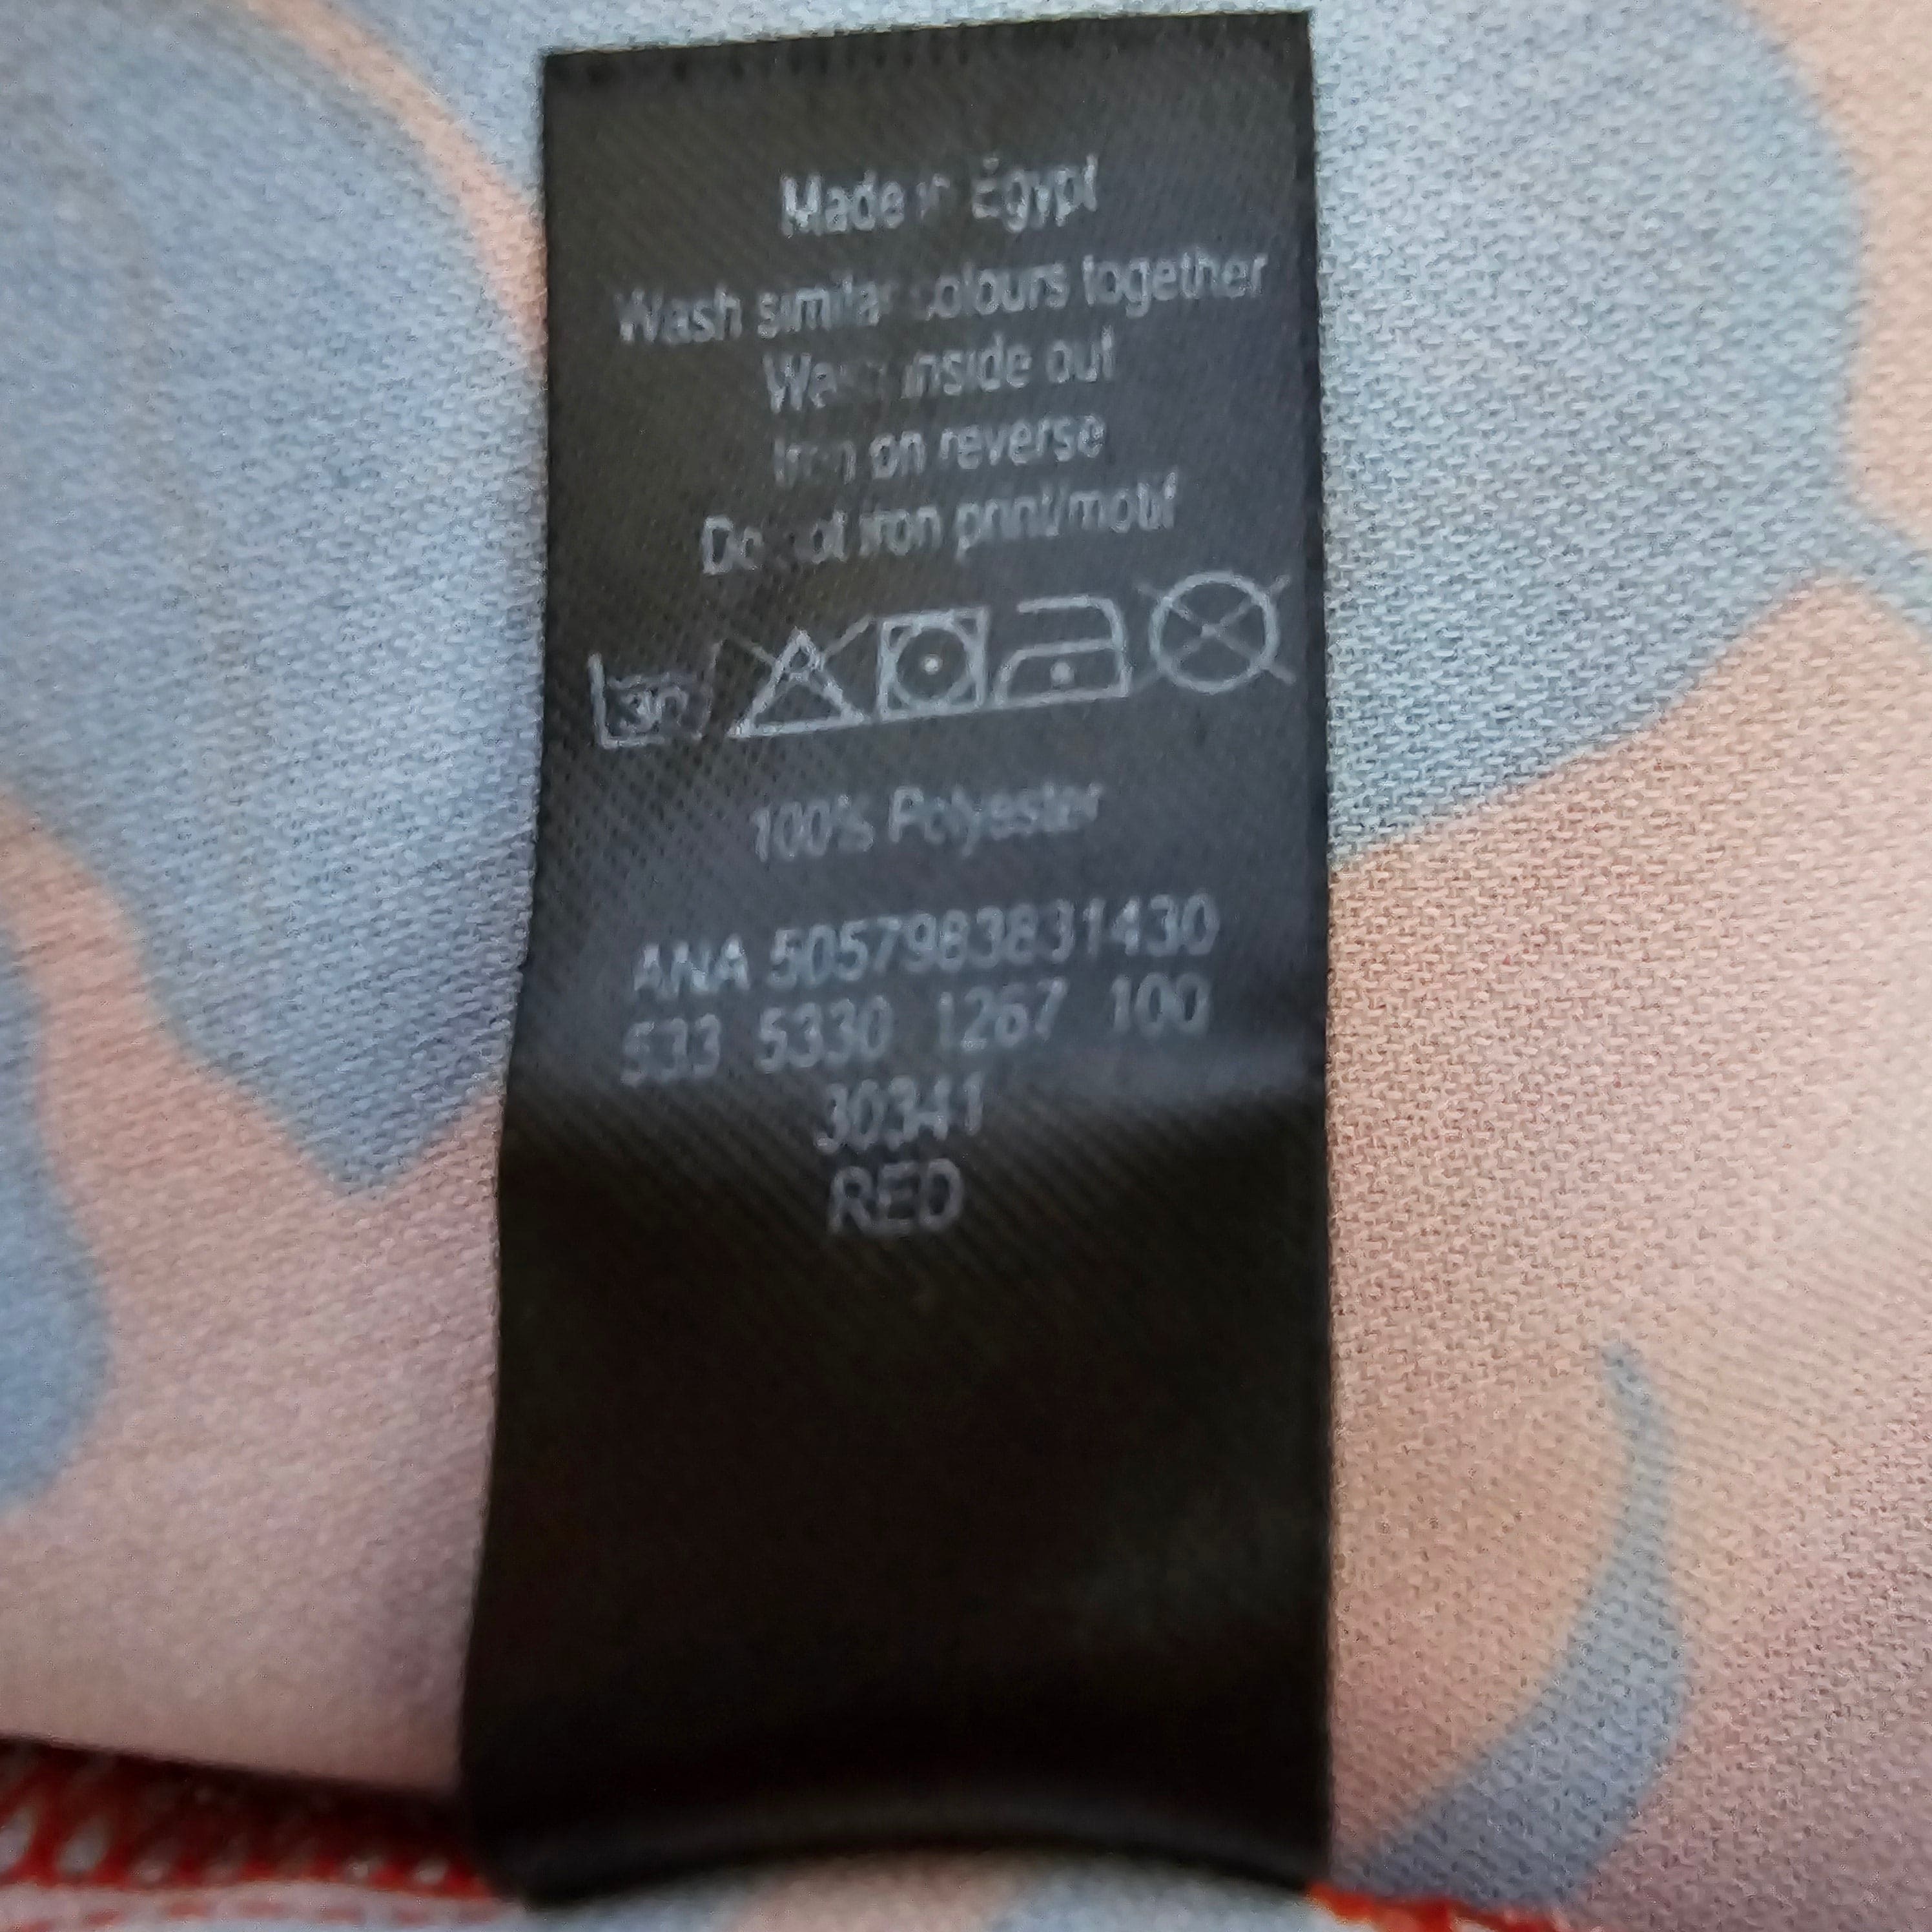 Made in Egypt
Wash similar colours together
Wash inside out
Iron on reverse
Do not iron print/motif
30
100% Polyester
ANA 5057983831430
533 5330 1267 100
30341
RED